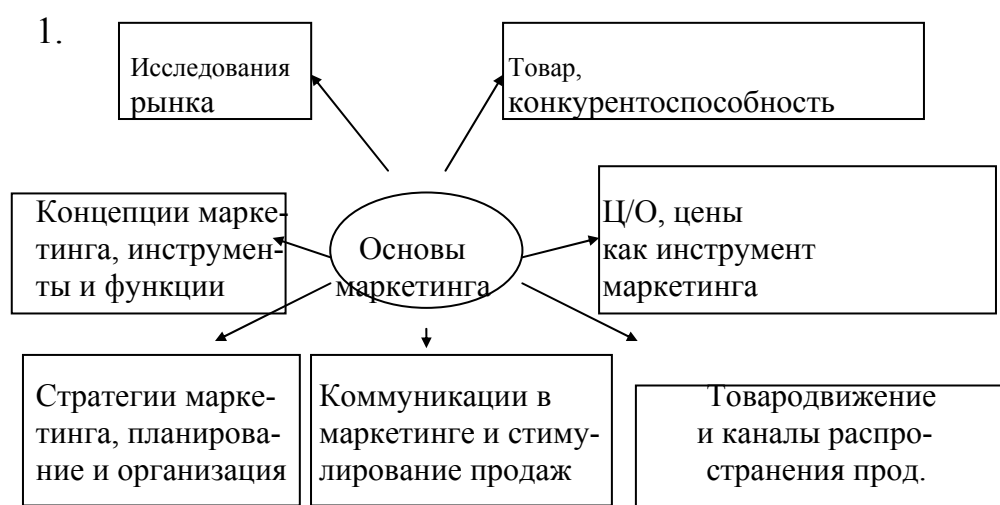 1.
Исследования
рынка
Товар,
конкурентоспособность
Концепции марке-
тинга, инструмен-
ты и функции
Основы
маркетинга
Ц/О, цены
как инструмент
маркетинга
Стратегии марке-
тинга, планирова-
ние и организация
Коммуникации в
маркетинге и стиму-
лирование продаж
Товародвижение
и каналы распро-
странения прод.